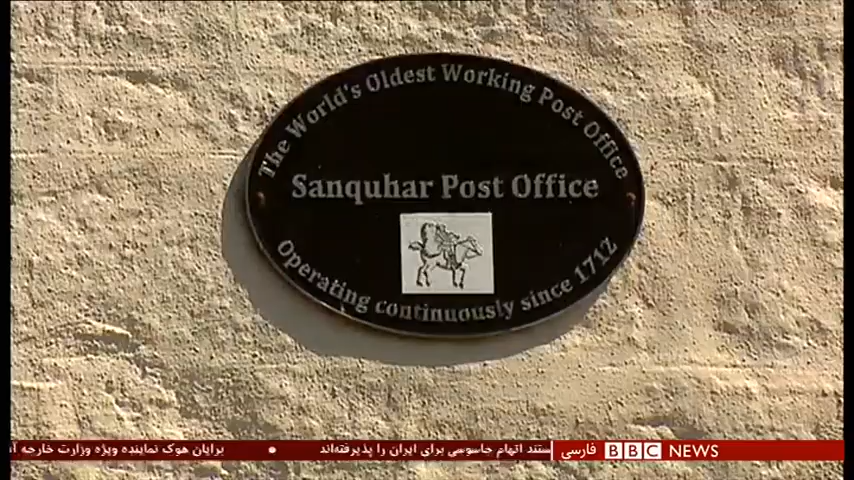 The World's Oldest Working Post Office
Sanquhar Post Office
Operating continuously since 1712
برایان هوک نماینده ویژه وزارت خارجه آ • ستند اتهام جاسوسی برای ایران را پذیرفته‌اند
فارسی BBC NEWS